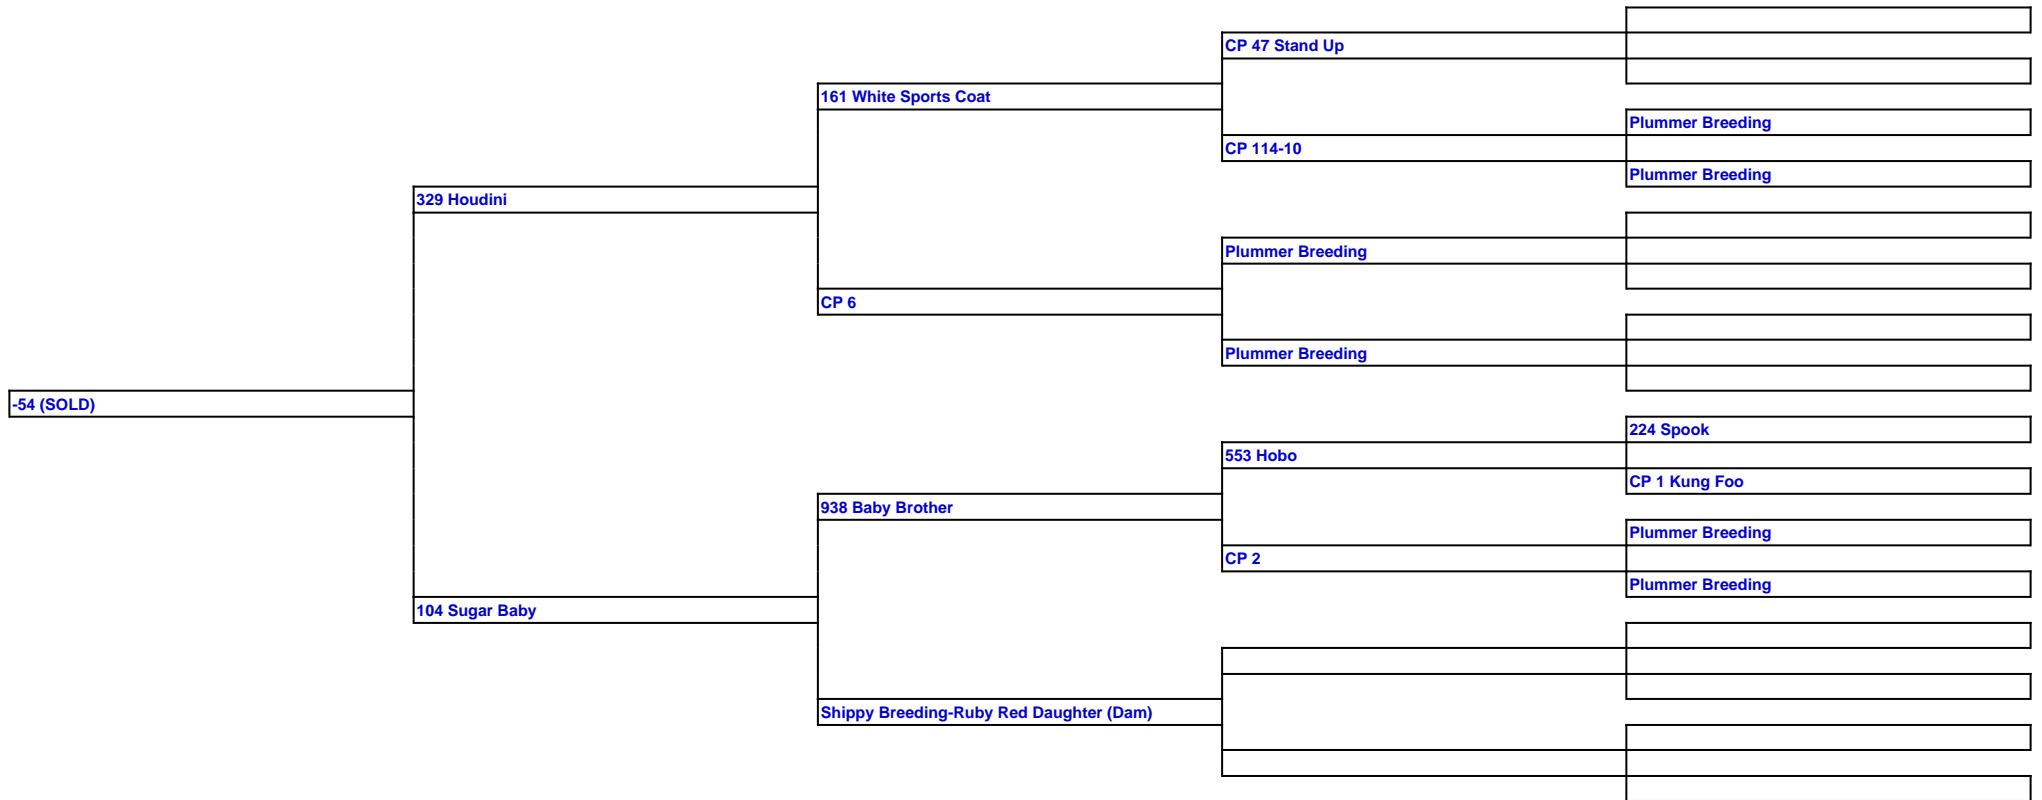 CP 47 Stand Up
161 White Sports Coat
Plummer Breeding
CP 114-10
Plummer Breeding
329 Houdini
Plummer Breeding
CP 6
Plummer Breeding
-54 (SOLD)
224 Spook
553 Hobo
CP 1 Kung Foo
938 Baby Brother
Plummer Breeding
CP 2
Plummer Breeding
104 Sugar Baby
Shippy Breeding-Ruby Red Daughter (Dam)